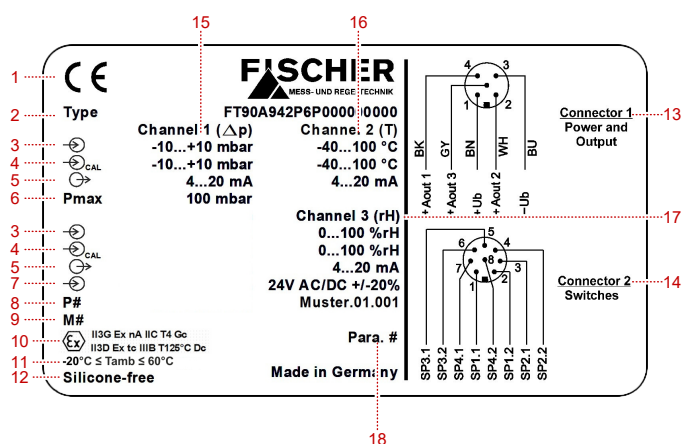 15 16
1 CE FISCHER
MESS- UND REGELTECHNIK
2 Type FT90A942P6P0000 0000
Channel 1 (Δp) Channel 2 (T)
3 -10...+10 mbar -40...100 °C
4 CAL -10...+10 mbar -40...100 °C
5 4...20 mA 4...20 mA
6 Pmax 100 mbar
Channel 3 (rH) 17
3 0...100 %rH
4 CAL 0...100 %rH
5 4...20 mA
7 24V AC/DC +/-20%
8 P# Muster.01.001
9 M#
10 Ex II3G Ex nA IIC T4 Gc
II3D Ex tc IIIB T125°C Dc
Para. #
11 -20°C ≤ Tamb ≤ 60°C
12 Silicone-free Made in Germany
18
4 3
1 2
BK GY BN WH BU
+Aout 1 +Aout 3 +Ub +Aout 2 -Ub
Connector 1 13
Power and
Output
5
6 4
7 8 3
1 2
SP3.1 SP3.2 SP4.1 SP1.1 SP4.2 SP1.2 SP2.1 SP2.2
Connector 2 14
Switches